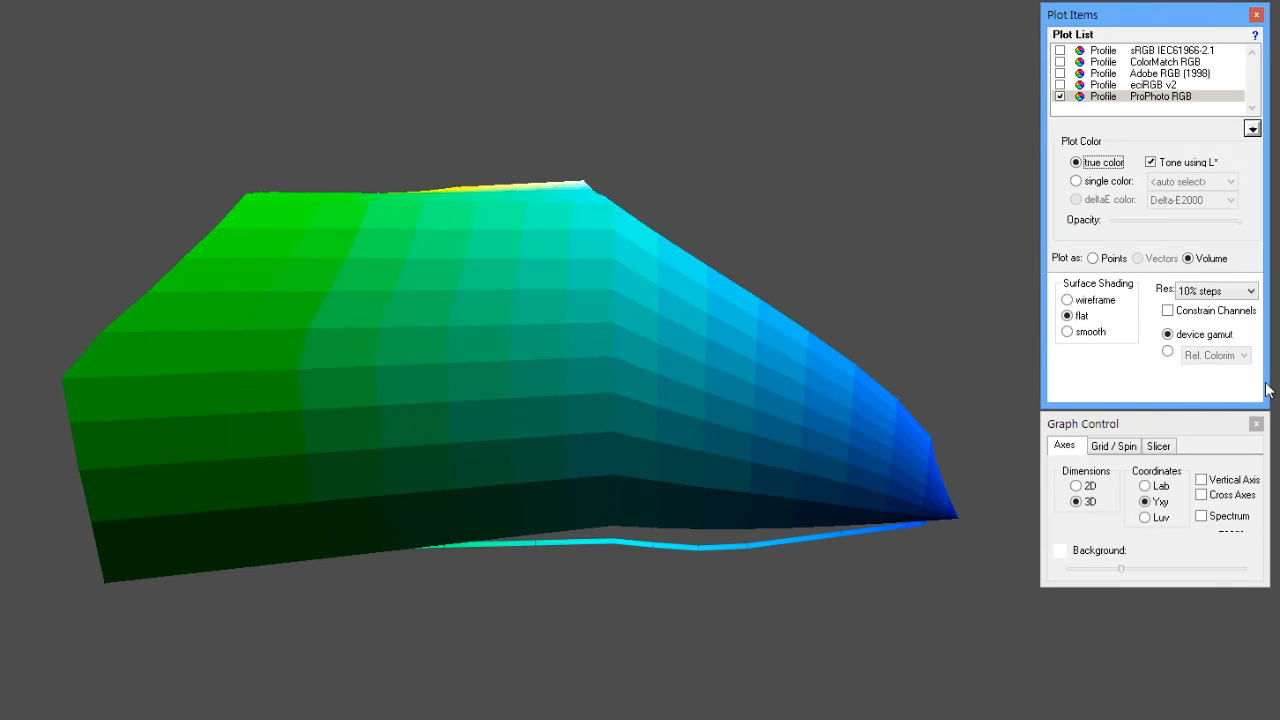 Plot Items
Plot List ?
Profile sRGB IEC61966-2.1
Profile ColorMatch RGB
Profile Adobe RGB (1998)
Profile eciRGB v2
Profile ProPhoto RGB
Plot Color
true color Tone using L*
single color: <auto select>
deltaE color: Delta-E2000
Opacity:
Plot as: Points Vectors Volume
Surface Shading
wireframe
flat
smooth
Res: 10% steps
Constrain Channels
device gamut
Rel. Colorim
Graph Control
Axes Grid / Spin Slicer
Dimensions
2D
3D
Coordinates
Lab
Yxy
Luv
Vertical Axis
Cross Axes
Spectrum
Background: